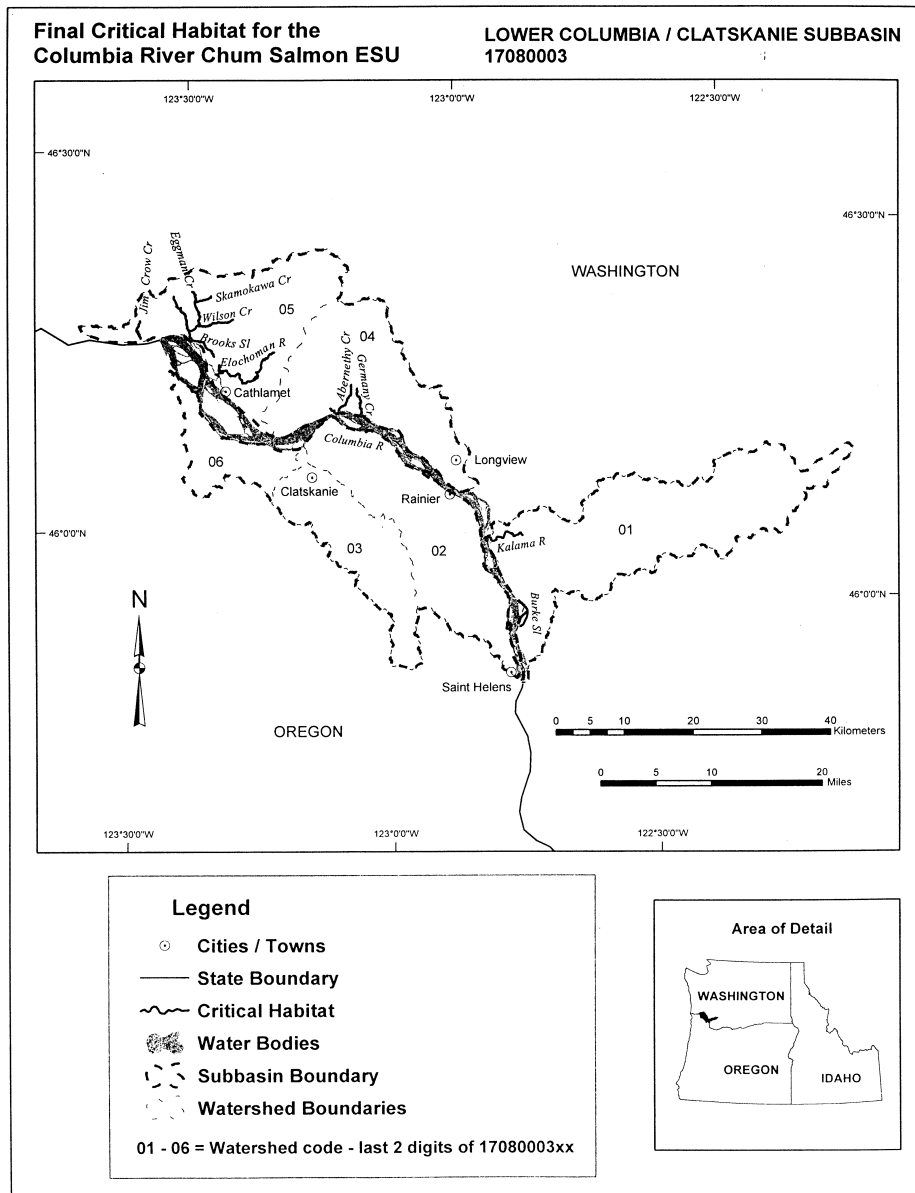 Final Critical Habitat for the
Columbia River Chum Salmon ESU
LOWER COLUMBIA / CLATSKANIE SUBBASIN
17080003
123°30'0"W
123°0'0"W
122°30'0"W
46°30'0"N
46°30'0"N
WASHINGTON
Jim Crow Cr
Eggman Cr
Skamokawa Cr
Wilson Cr
05
Brooks Sl
Elochoman R
04
Abernethy Cr
Germany Cr
Cathlamet
Columbia R
Longview
06
Clatskanie
Rainier
46°0'0"N
01
Kalama R
03
02
46°0'0"N
Burke Sl
N
Saint Helens
OREGON
0 5 10 20 30 40
Kilometers
0 5 10 20
Miles
123°30'0"W
123°0'0"W
122°30'0"W
Legend
Cities / Towns
State Boundary
Critical Habitat
Water Bodies
Subbasin Boundary
Watershed Boundaries
01 - 06 = Watershed code - last 2 digits of 17080003xx
Area of Detail
WASHINGTON
OREGON
IDAHO